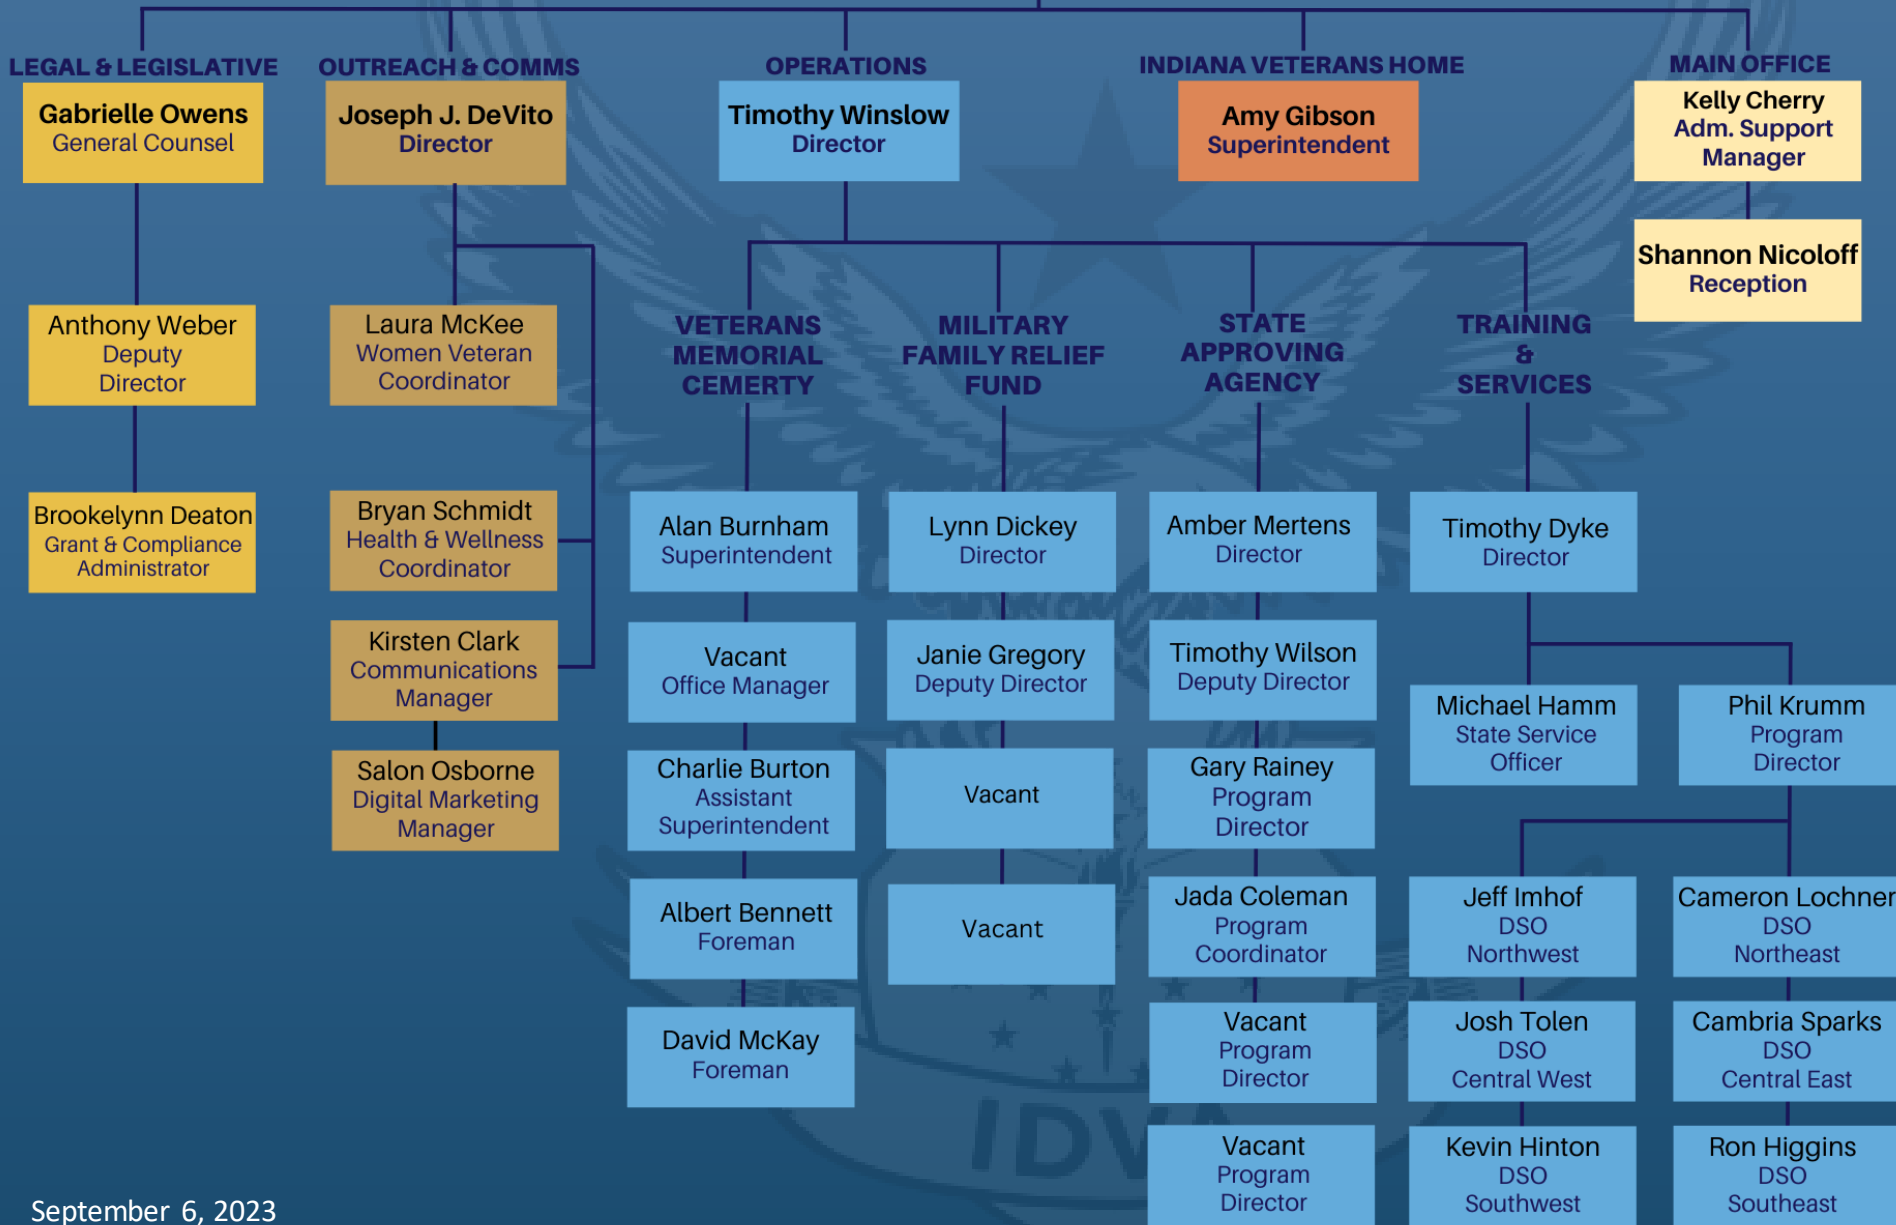 LEGAL & LEGISLATIVE
Gabrielle Owens
General Counsel
Anthony Weber
Deputy
Director
Brookelynn Deaton
Grant & Compliance
Administrator
OUTREACH & COMMS
Joseph J. DeVito
Director
Laura McKee
Women Veteran
Coordinator
Bryan Schmidt
Health & Wellness
Coordinator
Kirsten Clark
Communications
Manager
Salon Osborne
Digital Marketing
Manager
OPERATIONS
Timothy Winslow
Director
VETERANS
MEMORIAL
CEMERTY
Alan Burnham
Superintendent
Vacant
Office Manager
Charlie Burton
Assistant
Superintendent
Albert Bennett
Foreman
David McKay
Foreman
MILITARY
FAMILY RELIEF
FUND
Lynn Dickey
Director
Janie Gregory
Deputy Director
Vacant
Vacant
STATE
APPROVING
AGENCY
Amber Mertens
Director
Timothy Wilson
Deputy Director
Gary Rainey
Program
Director
Jada Coleman
Program
Coordinator
Vacant
Program
Director
Vacant
Program
Director
TRAINING
&
SERVICES
Timothy Dyke
Director
Michael Hamm
State Service
Officer
Phil Krumm
Program
Director
Jeff Imhof
DSO
Northwest
Josh Tolen
DSO
Central West
Kevin Hinton
DSO
Southwest
Cameron Lochner
DSO
Northeast
Cambria Sparks
DSO
Central East
Ron Higgins
DSO
Southeast
INDIANA VETERANS HOME
Amy Gibson
Superintendent
MAIN OFFICE
Kelly Cherry
Adm. Support
Manager
Shannon Nicoloff
Reception
IDVA
September 6, 2023